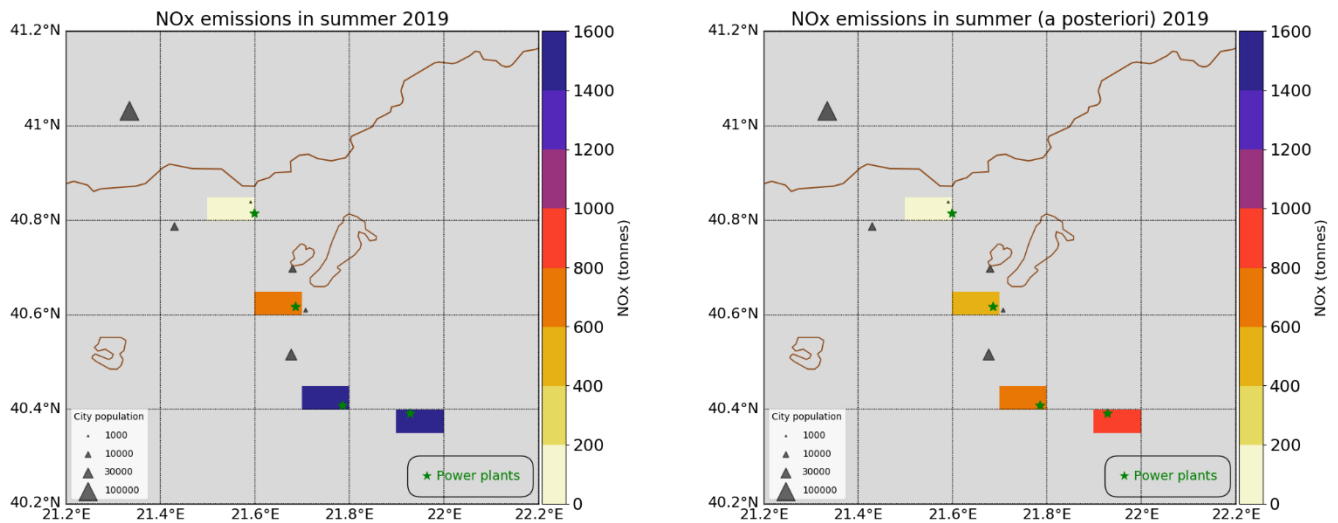 NOx emissions in summer 2019
41.2°N
41°N
40.8°N
40.6°N
40.4°N
40.2°N
21.2°E 21.4°E 21.6°E 21.8°E 22°E 22.2°E
City population
1000
10000
30000
100000
Power plants
1600
1400
1200
1000
800
600
400
200
0
NOx (tonnes)
NOx emissions in summer (a posteriori) 2019
41.2°N
41°N
40.8°N
40.6°N
40.4°N
40.2°N
21.2°E 21.4°E 21.6°E 21.8°E 22°E 22.2°E
City population
1000
10000
30000
100000
Power plants
1600
1400
1200
1000
800
600
400
200
0
NOx (tonnes)